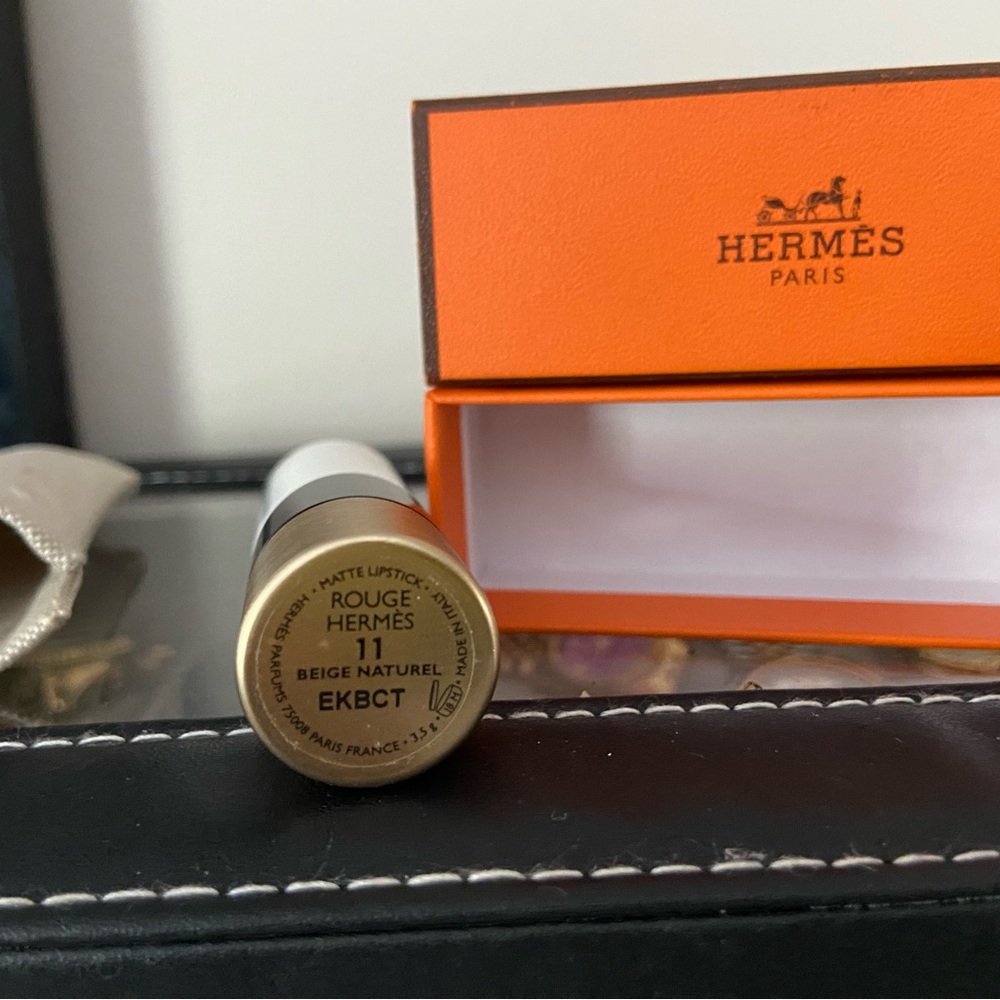 HERMÈS
PARIS
• MATTE LIPSTICK •
ROUGE
HERMÈS
11
BEIGE NATUREL
EKBCT
MADE IN ITALY
HERMÈS PARFUMS 75008 PARIS FRANCE • 3,5 g •
18 M